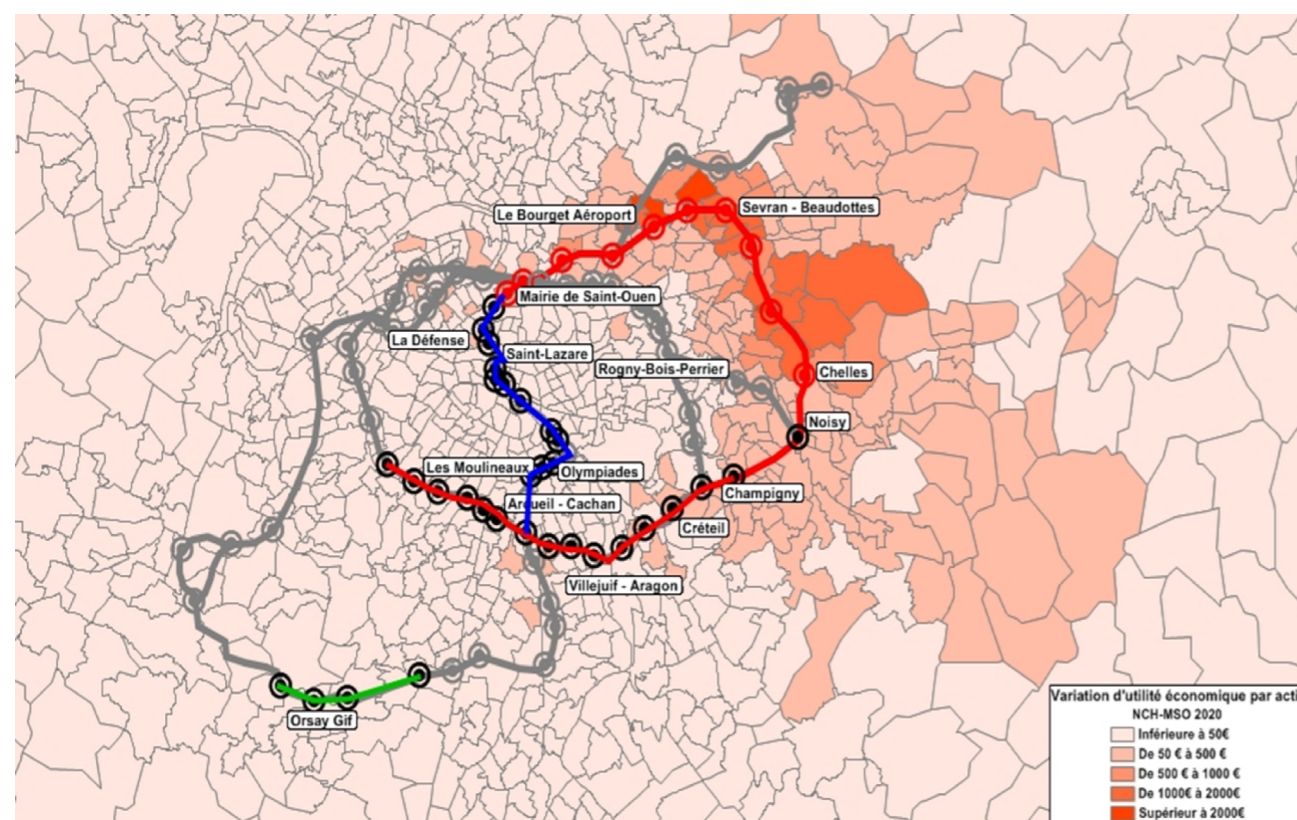 Le Bourget Aéroport
Sevran - Beaudottes
Mairie de Saint-Ouen
La Défense
Saint-Lazare
Rogny-Bois-Perrier
Chelles
Noisy
Les Moulineaux
Olympiades
Champigny
Arcueil - Cachan
Créteil
Villejuif - Aragon
Orsay Gif
Variation d'utilité économique par acti
NCH-MSO 2020
Inférieure à 50€
De 50 € à 500 €
De 500 € à 1000 €
De 1000€ à 2000€
Supérieur à 2000€